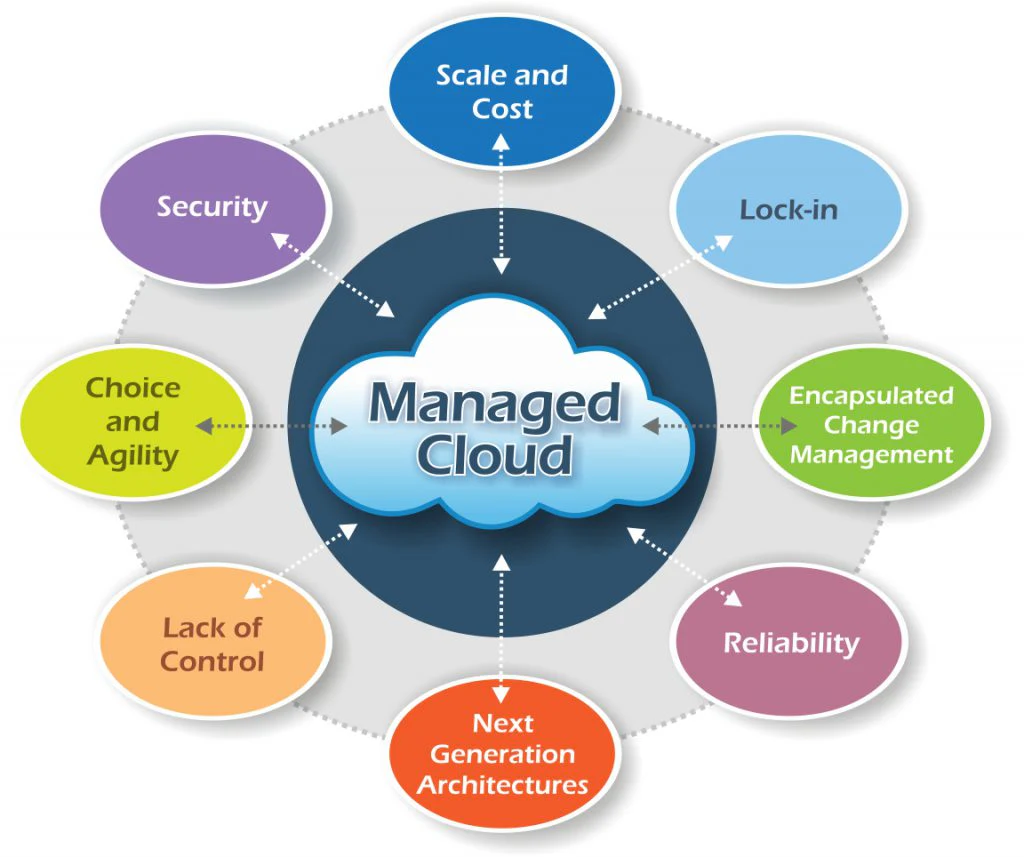 Scale and
Cost
Security
Lock-in
Choice
and
Agility
Managed
Cloud
Encapsulated
Change
Management
Lack of
Control
Reliability
Next
Generation
Architectures